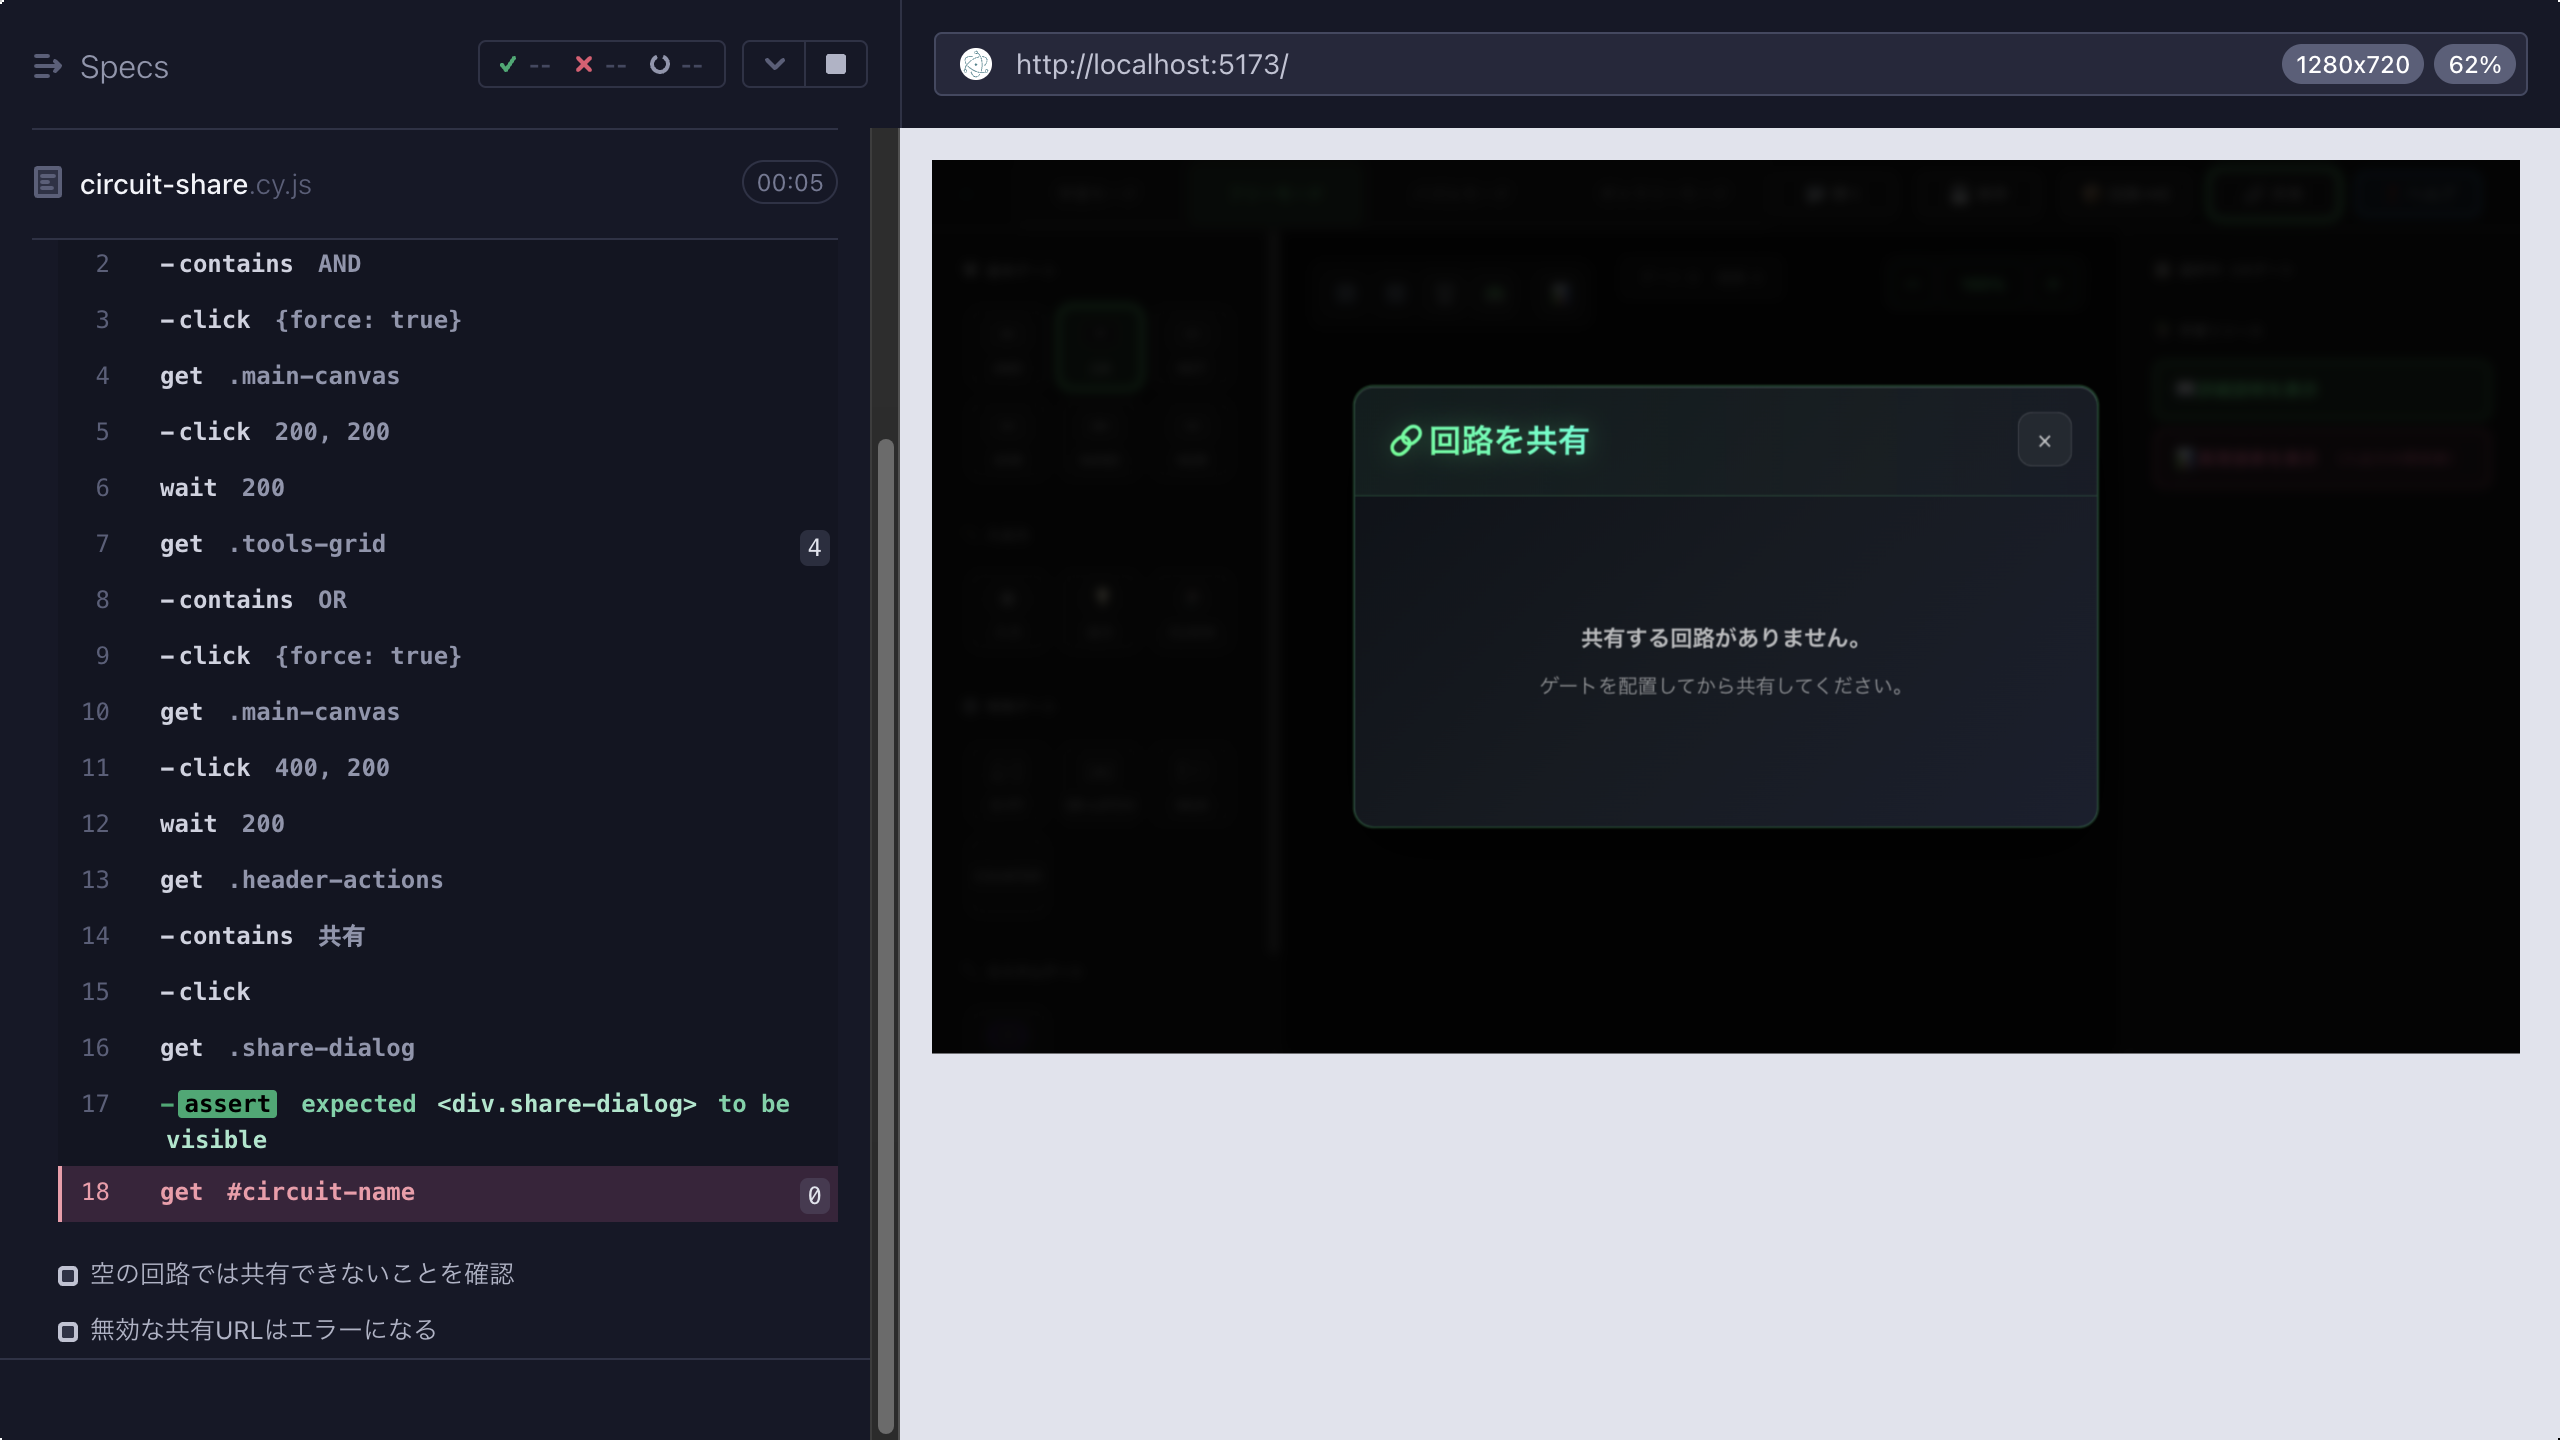 Specs
-- -- --
http://localhost:5173/
1280x720
62%
circuit-share.cy.js
00:05
2 -contains AND
3 -click {force: true}
4 get .main-canvas
5 -click 200, 200
6 wait 200
7 get .tools-grid 4
8 -contains OR
9 -click {force: true}
10 get .main-canvas
11 -click 400, 200
12 wait 200
13 get .header-actions
14 -contains 共有
15 -click
16 get .share-dialog
17 -assert expected <div.share-dialog> to be
visible
18 get #circuit-name 0
空の回路では共有できないことを確認
無効な共有URLはエラーになる
回路を共有
×
共有する回路がありません。
ゲートを配置してから共有してください。